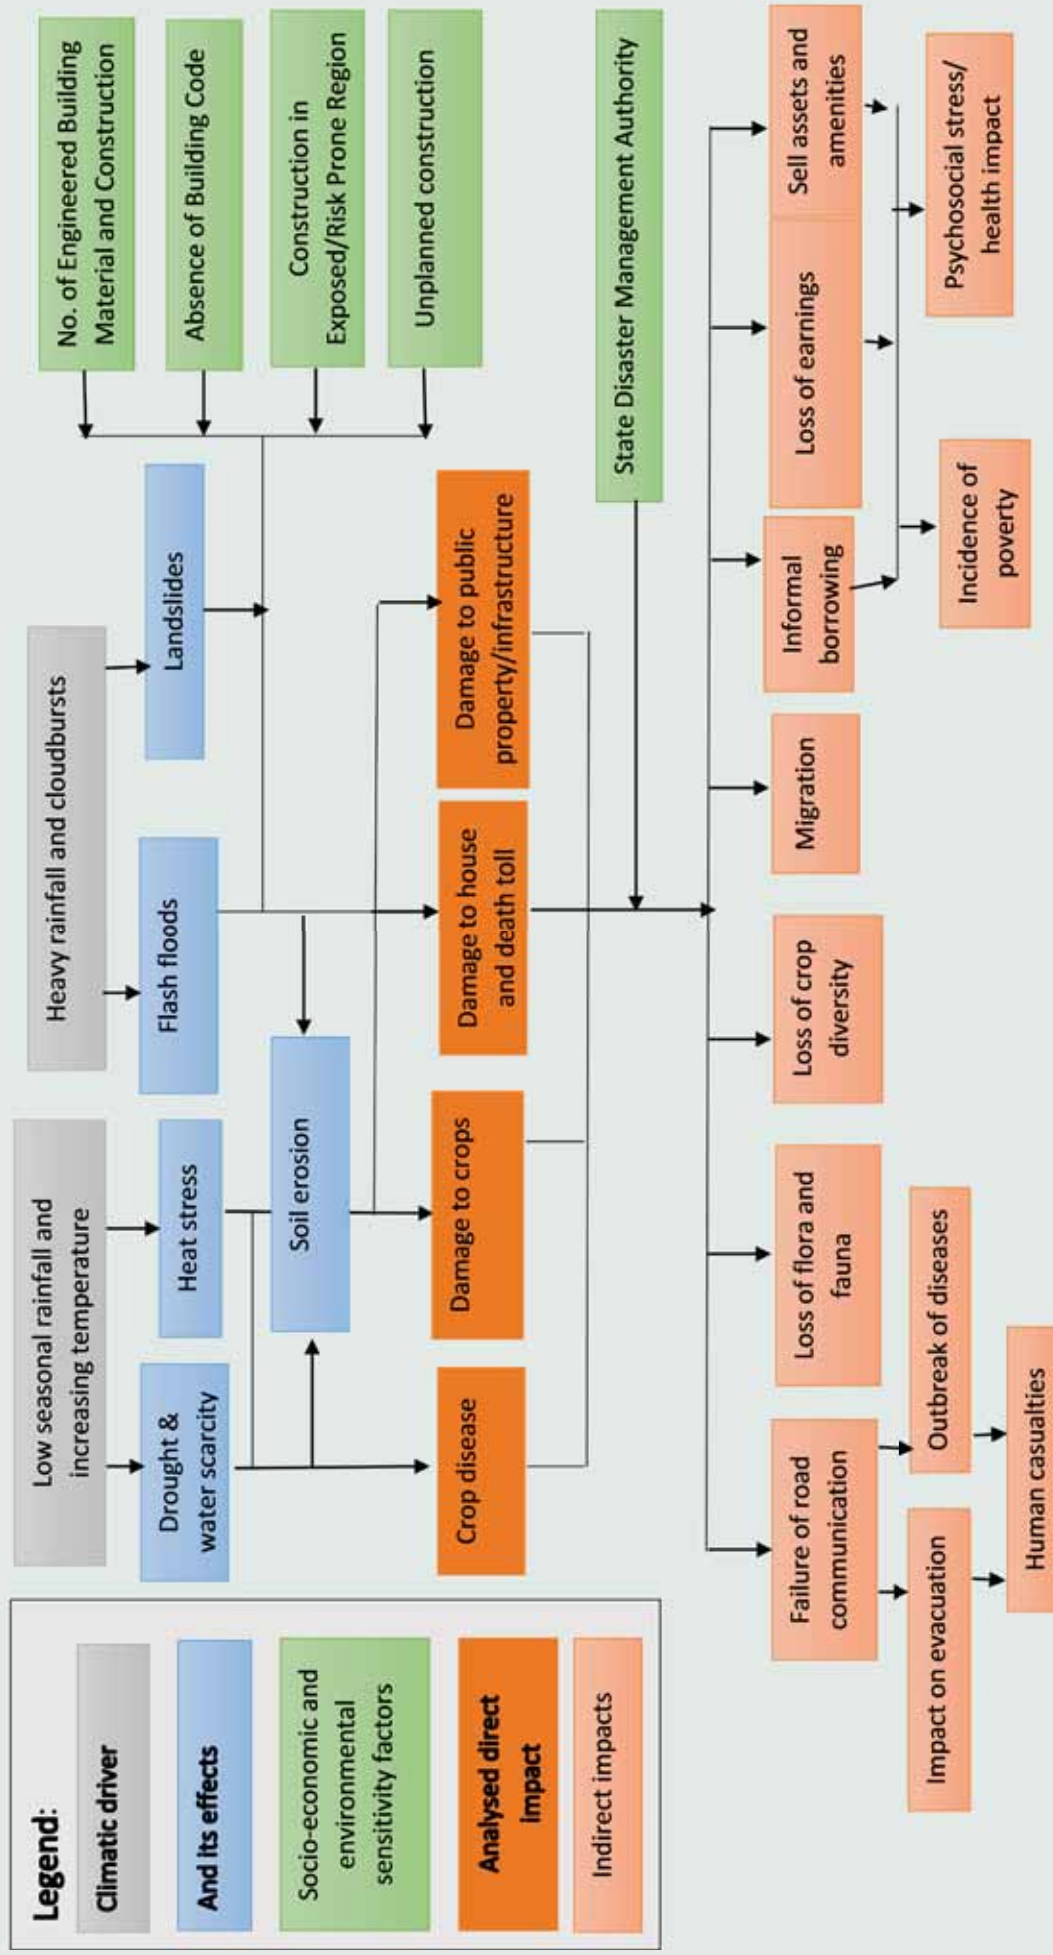 Legend:
Climatic driver
And its effects
Socio-economic and
environmental
sensitivity factors
Analysed direct
impact
Indirect impacts
Low seasonal rainfall and
increasing temperature
Heavy rainfall and cloudbursts
Drought &
water scarcity
Heat stress
Flash floods
Landslides
No. of Engineered Building
Material and Construction
Absence of Building Code
Construction in
Exposed/Risk Prone Region
Unplanned construction
Soil erosion
Crop disease
Damage to crops
Damage to house
and death toll
Damage to public
property/infrastructure
State Disaster Management Authority
Failure of road
communication
Loss of flora and
fauna
Loss of crop
diversity
Migration
Informal
borrowing
Loss of earnings
Sell assets and
amenities
Impact on evacuation
Outbreak of diseases
Human casualties
Incidence of
poverty
Psychosocial stress/
health impact